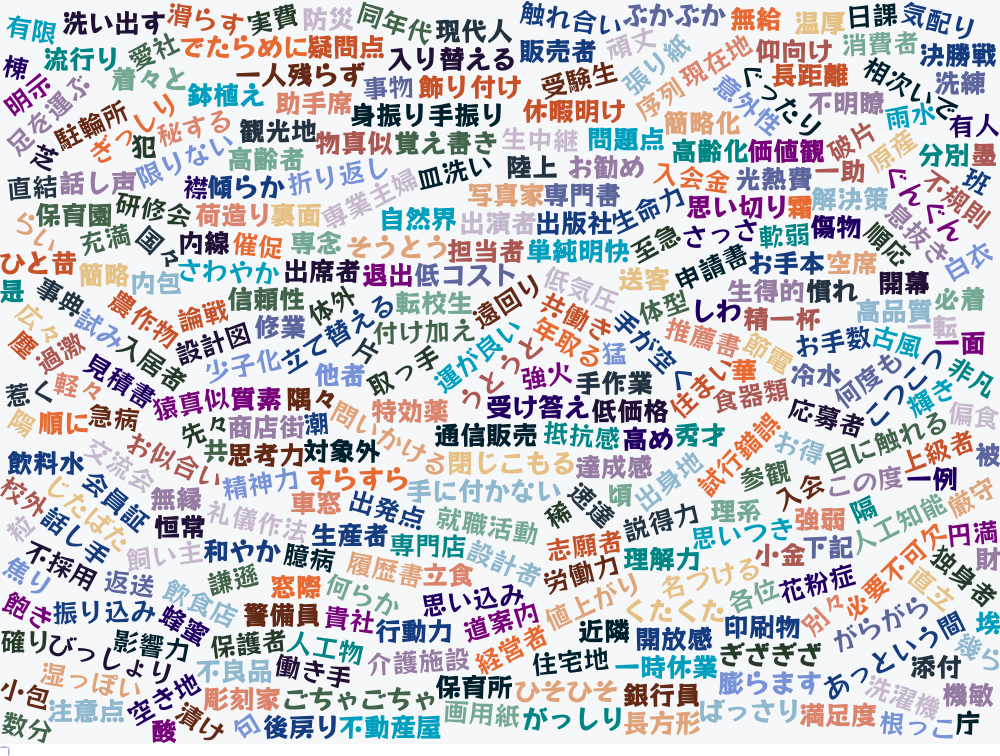 有限
洗い出す
滑らす
実費
防災
同年代
現代人
触れ合い
ぶかぶか
無給
温厚
日課
気配り
流行り
愛社
でたらめに
疑問点
入り替える
販売者
頑丈
張り紙
序列
現在地
仰向け
消費者
決勝戦
棟
明示
着々と
一人残らず
事物
飾り付け
受験生
意外性
ぐったり
長距離
相次いで
洗練
足を運ぶ
駐輪所
ぎっしり
鉢植え
助手席
身振り手振り
休暇明け
簡略化
不明瞭
破片
雨水
有人
芝
犯
秘する
観光地
物真似
覚え書き
生中継
問題点
高齢化
価値観
一助
原産
分別
墨
直結
話し声
限りない
高齢者
折り返し
専業主婦
皿洗い
陸上
お勧め
入会金
光熱費
解決策
ぐんぐん
不規則
班
襟
傾らか
写真家
専門書
らい
保育園
研修会
荷造り
裏面
自然界
出演者
出版社
生命力
思い切り
霜
息抜き
充満
国々
内線
催促
専念
そうとう
担当者
単純明快
至急
さっさ
軟弱
傷物
順応
白衣
ひと昔
簡略
内包
さわやか
出席者
退出
低コスト
低気圧
送客
申請書
お手本
空席
開幕
是
事典
農作物
論戦
信頼性
体外
転校生
遠回り
共働き
体型
しわ
生得的
慣れ
高品質
必着
広々
試み
入居者
設計図
修業
立て替える
付け加え
年取る
手が空く
推薦書
精一杯
節電
お手数
古風
一転
一面
塵
過激
見積書
少子化
他者
片
取っ手
運が良い
うとうと
猛
強火
手作業
住まい
華
食器類
冷水
何度も
こつこつ
輝き
非凡
惹く
軽々
猿真似
質素
隅々
問いかける
特効薬
受け答え
低価格
応募者
偏食
陽
順に
急病
お似合い
先々
商店街
潮
通信販売
抵抗感
高め
秀才
試行錯誤
お得
目に触れる
上級者
被
飲料水
交流会
共
思考力
対象外
閉じこもる
達成感
出身地
参観
入会
この度
一例
校外
じたばた
会員証
無縁
精神力
すらすら
手に付かない
速達
頃
理系
強弱
隔
人工知能
厳守
粒
話し手
恒常
礼儀作法
車窓
出発点
就職活動
稀
説得力
思いつき
円満
不採用
飼い主
和やか
臆病
生産者
専門店
設計者
志願者
理解力
小金
下記
必要不可欠
独身者
財
焦り
返送
飲食店
謙遜
窓際
何らか
履歴書
立食
労働力
名づける
各位
花粉症
直立
飽き
振り込み
蜂蜜
警備員
貴社
行動力
思い込み
道案内
値上がり
くたくた
別々
がらがら
埃
確り
びっしょり
影響力
保護者
人工物
介護施設
経営者
近隣
開放感
印刷物
あっという間
幾ら
湿っぽい
不良品
働き手
住宅地
一時休業
ぎざぎざ
添付
小包
注意点
空き地
彫刻家
ごちゃごちゃ
保育所
ひそひそ
銀行員
膨らます
洗濯機
機敏
数分
酸
漬け
句
後戻り
不動産屋
画用紙
がっしり
長方形
ばっさり
満足度
根っこ
庁